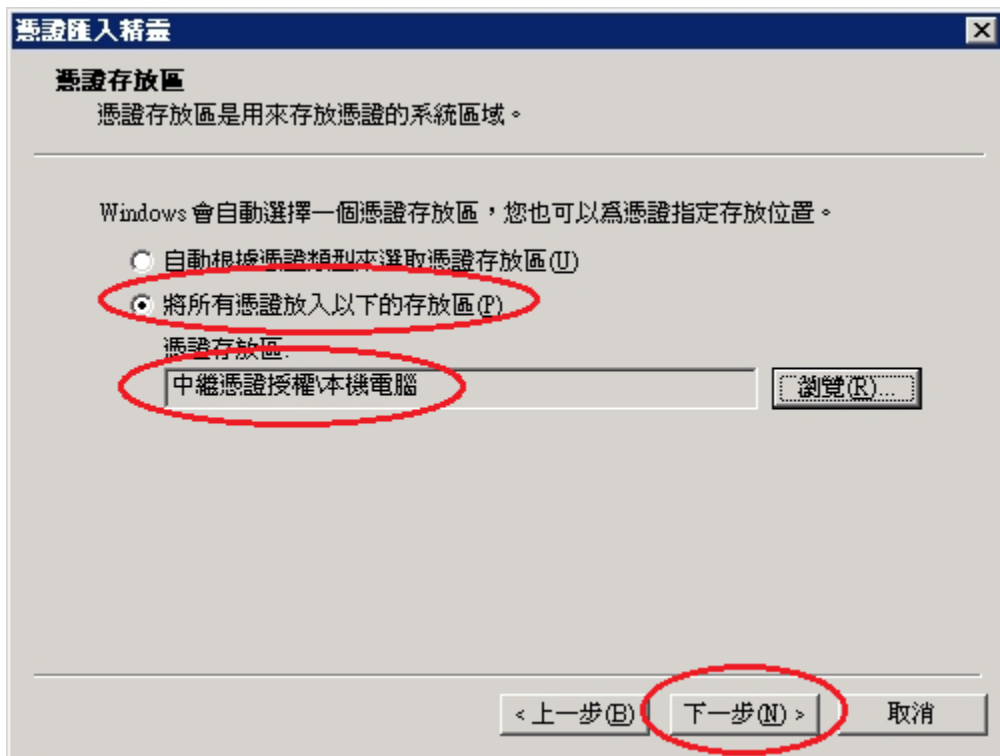 憑證匯入精靈
憑證存放區
憑證存放區是用來存放憑證的系統區域。
Windows 會自動選擇一個憑證存放區，您也可以為憑證指定存放位置。
自動根據憑證類型來選取憑證存放區(U)
將所有憑證放入以下的存放區(P)
憑證存放區:
中繼憑證授權\本機電腦
瀏覽(R)...
<上一步(B)
下一步(N)>
取消